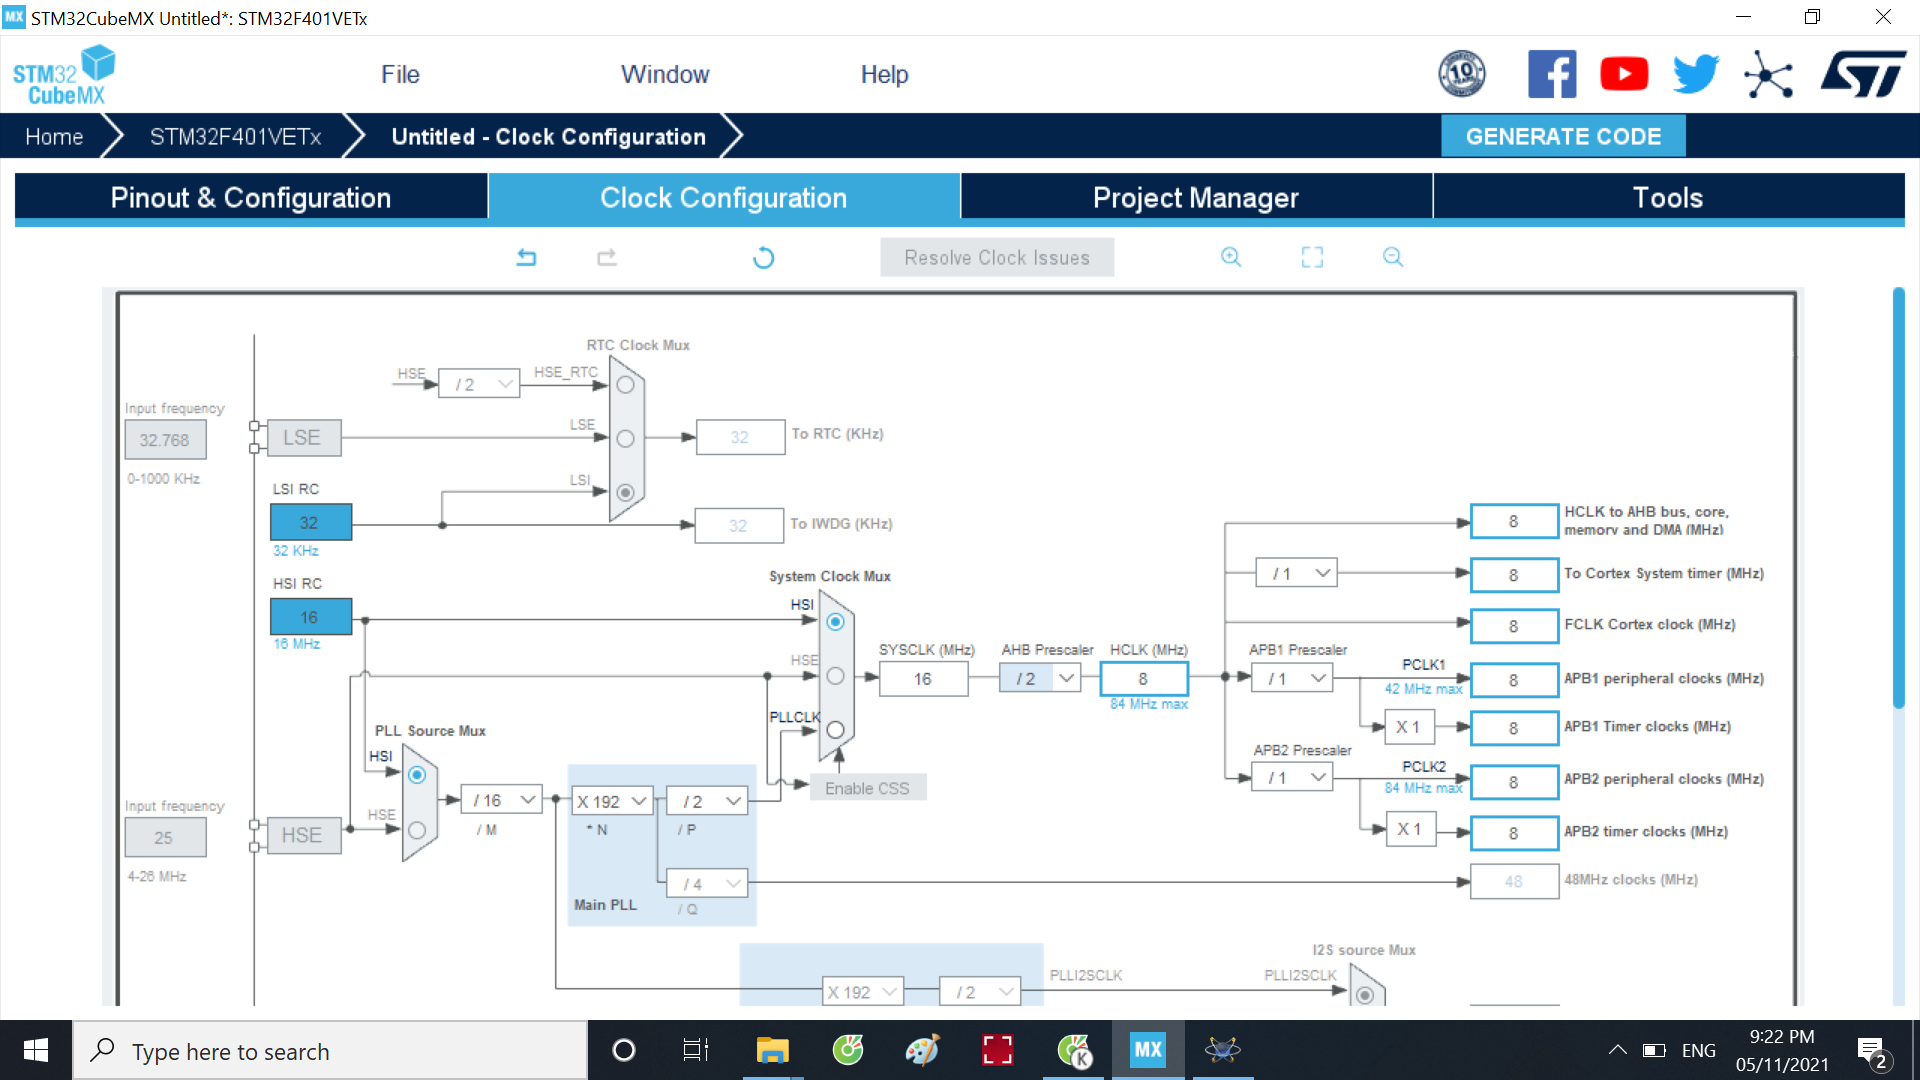 MX STM32CubeMX Untitled*: STM32F401VETx
STM32 CubeMX
File Window Help
10 YEARS
ST
Home STM32F401VETx Untitled - Clock Configuration GENERATE CODE
Pinout & Configuration Clock Configuration Project Manager Tools
Resolve Clock Issues
RTC Clock Mux
HSE / 2 HSE_RTC
Input frequency
32.768
0-1000 KHz
LSE
LSE
32 To RTC (KHz)
LSI RC
LSI
32
32 KHz
32 To IWDG (KHz)
HCLK to AHB bus, core,
8 memory and DMA (MHz)
/ 1 8 To Cortex System timer (MHz)
System Clock Mux
HSI RC
16
16 MHz
HSI
8 FCLK Cortex clock (MHz)
HSE
SYSCLK (MHz) AHB Prescaler HCLK (MHz) APB1 Prescaler
16 / 2 8 / 1
84 MHz max
PCLK1
42 MHz max
8 APB1 peripheral clocks (MHz)
X 1 8 APB1 Timer clocks (MHz)
PLLCLK
PLL Source Mux
HSI
APB2 Prescaler
/ 1
PCLK2
84 MHz max
8 APB2 peripheral clocks (MHz)
Enable CSS
X 1 8 APB2 timer clocks (MHz)
Input frequency
25
4-26 MHz
HSE
HSE
/ 16
/ M
X 192
* N
/ 2
/ P
/ 4
/ Q
Main PLL
48 48MHz clocks (MHz)
I2S source Mux
X 192 / 2 PLLI2SCLK PLLI2SCLK
Type here to search
K
MX
ENG
9:22 PM
05/11/2021
2